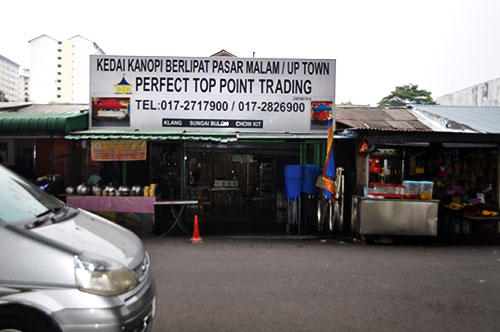 KEDAI KANOPI BERLIPAT PASAR MALAM / UP TOWN
PERFECT TOP POINT TRADING
TEL:017-2717900 / 017-2826900
KLANG SUNGAI BULOH CHOW KIT